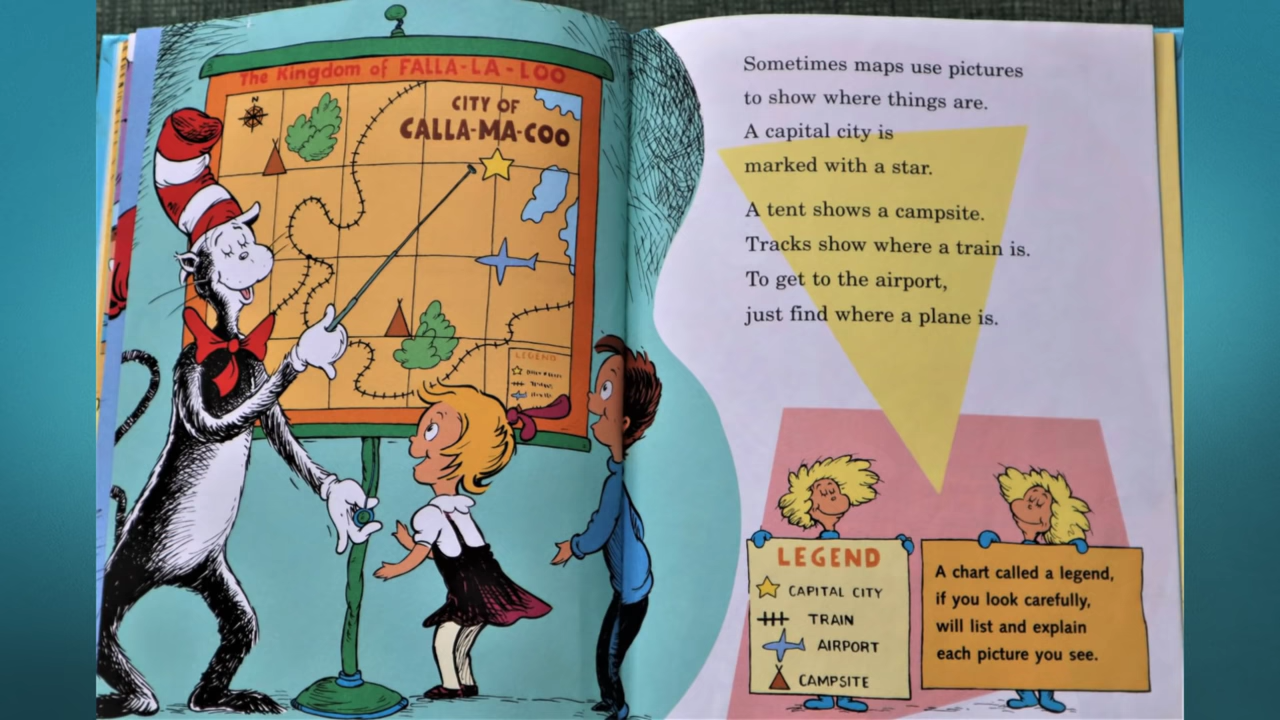 The Kingdom of FALLA-LA-LOO
N
CITY OF
CALLA-MA-COO
LEGEND
Sometimes maps use pictures
to show where things are.
A capital city is
marked with a star.
A tent shows a campsite.
Tracks show where a train is.
To get to the airport,
just find where a plane is.
LEGEND
CAPITAL CITY
TRAIN
AIRPORT
CAMPSITE
A chart called a legend,
if you look carefully,
will list and explain
each picture you see.